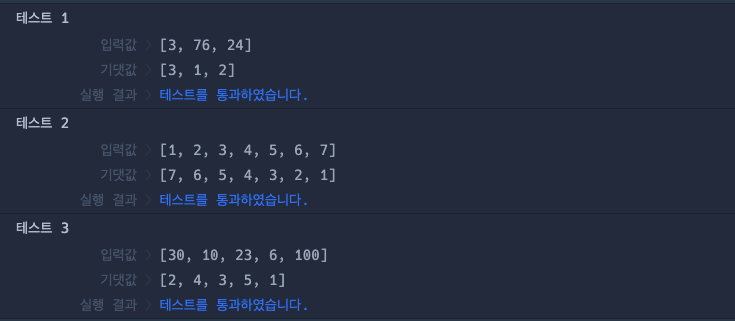 테스트 1
입력값 〉 [3, 76, 24]
기댓값 〉 [3, 1, 2]
실행 결과 〉 테스트를 통과하였습니다.
테스트 2
입력값 〉 [1, 2, 3, 4, 5, 6, 7]
기댓값 〉 [7, 6, 5, 4, 3, 2, 1]
실행 결과 〉 테스트를 통과하였습니다.
테스트 3
입력값 〉 [30, 10, 23, 6, 100]
기댓값 〉 [2, 4, 3, 5, 1]
실행 결과 〉 테스트를 통과하였습니다.